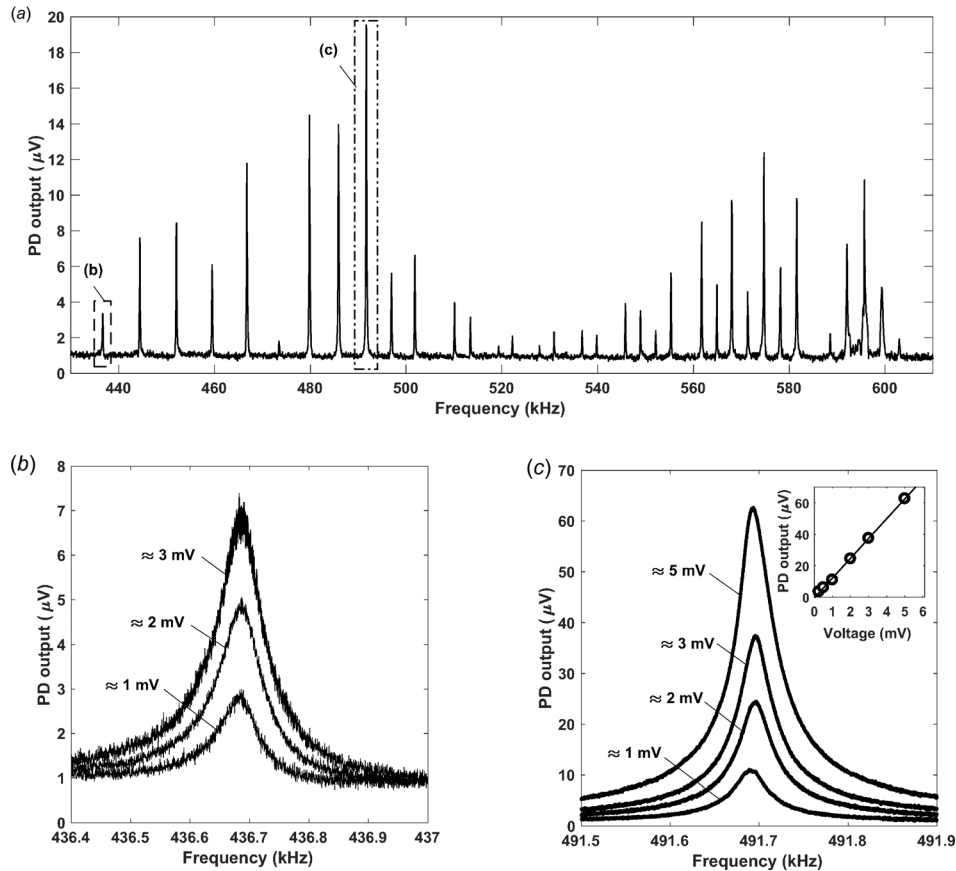 (a)
20
18
16
14
12
10
8
6
4
2
0
PD output (μV)
(b)
(c)
440 460 480 500 520 540 560 580 600
Frequency (kHz)
(b)
8
7
6
5
4
3
2
1
0
PD output (μV)
≈ 3 mV
≈ 2 mV
≈ 1 mV
436.4 436.5 436.6 436.7 436.8 436.9 437
Frequency (kHz)
(c)
70
60
50
40
30
20
10
0
PD output (μV)
≈ 5 mV
≈ 3 mV
≈ 2 mV
≈ 1 mV
60
40
20
0
PD output (μV)
0 1 2 3 4 5 6
Voltage (mV)
491.5 491.6 491.7 491.8 491.9
Frequency (kHz)